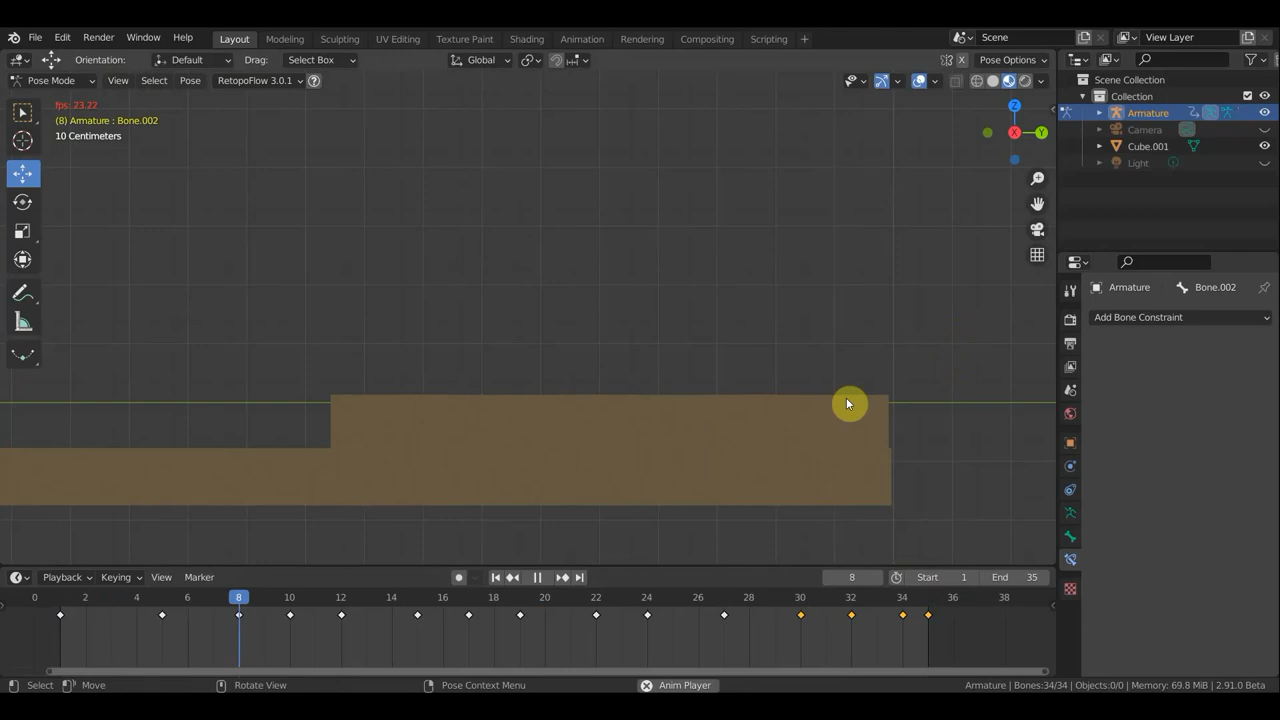 File Edit Render Window Help Layout Modeling Sculpting UV Editing Texture Paint Shading Animation Rendering Compositing Scripting + Scene View Layer
Orientation: Default Drag: Select Box Global X Pose Options
Pose Mode View Select Pose RetopoFlow 3.0.1 ?
Scene Collection
Collection
Armature
Camera
Cube.001
Light
fps: 23.22
(8) Armature : Bone.002
10 Centimeters
Z
X Y
Armature Bone.002
Add Bone Constraint
Playback Keying View Marker 8 Start 1 End 35
0 2 4 6 8 10 12 14 16 18 20 22 24 26 28 30 32 34 36 38
Select Move Rotate View Pose Context Menu Anim Player Armature | Bones:34/34 | Objects:0/0 | Memory: 69.8 MiB | 2.91.0 Beta